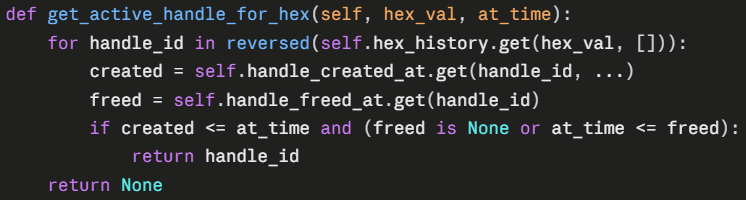 def get_active_handle_for_hex(self, hex_val, at_time):
    for handle_id in reversed(self.hex_history.get(hex_val, [])):
        created = self.handle_created_at.get(handle_id, ...)
        freed = self.handle_freed_at.get(handle_id)
        if created <= at_time and (freed is None or at_time <= freed):
            return handle_id
    return None